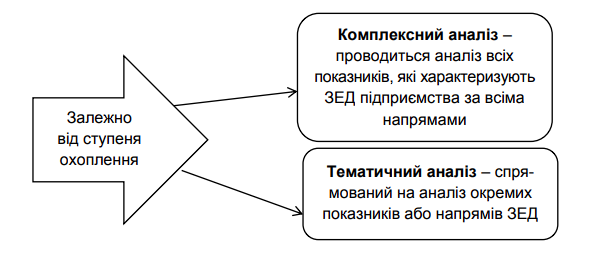 Залежно
від ступеня
охоплення
Комплексний аналіз –
проводиться аналіз всіх
показників, які характеризують
ЗЕД підприємства за всіма
напрямами
Тематичний аналіз – спря-
мований на аналіз окремих
показників або напрямів ЗЕД